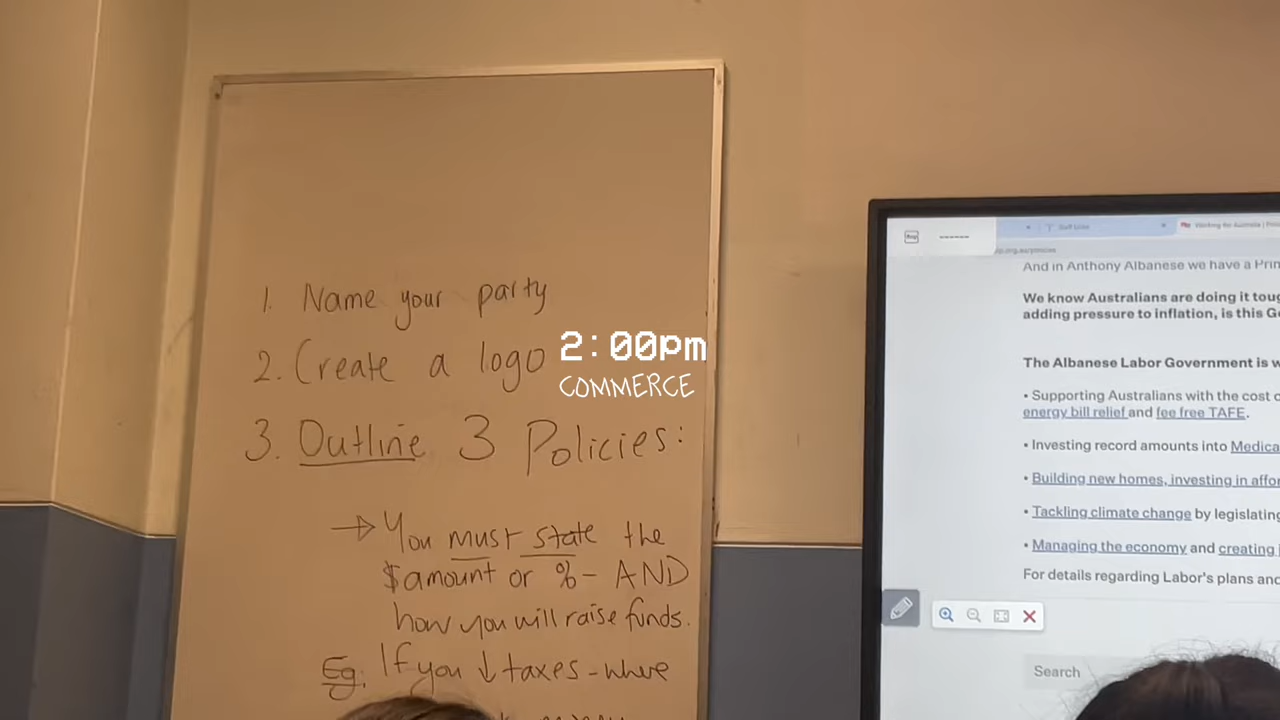 1. Name your party
2. Create a logo
2:00pm
COMMERCE
3. Outline 3 Policies:
→ You must state the
$amount or % - AND
how you will raise funds.
Eg: If you ↓ taxes - where
And in Anthony Albanese we have a Prim
We know Australians are doing it toug
adding pressure to inflation, is this G
The Albanese Labor Government is w
• Supporting Australians with the cost o
energy bill relief and fee free TAFE.
• Investing record amounts into Medica
• Building new homes, investing in affor
• Tackling climate change by legislating
• Managing the economy and creating
For details regarding Labor's plans and
Search